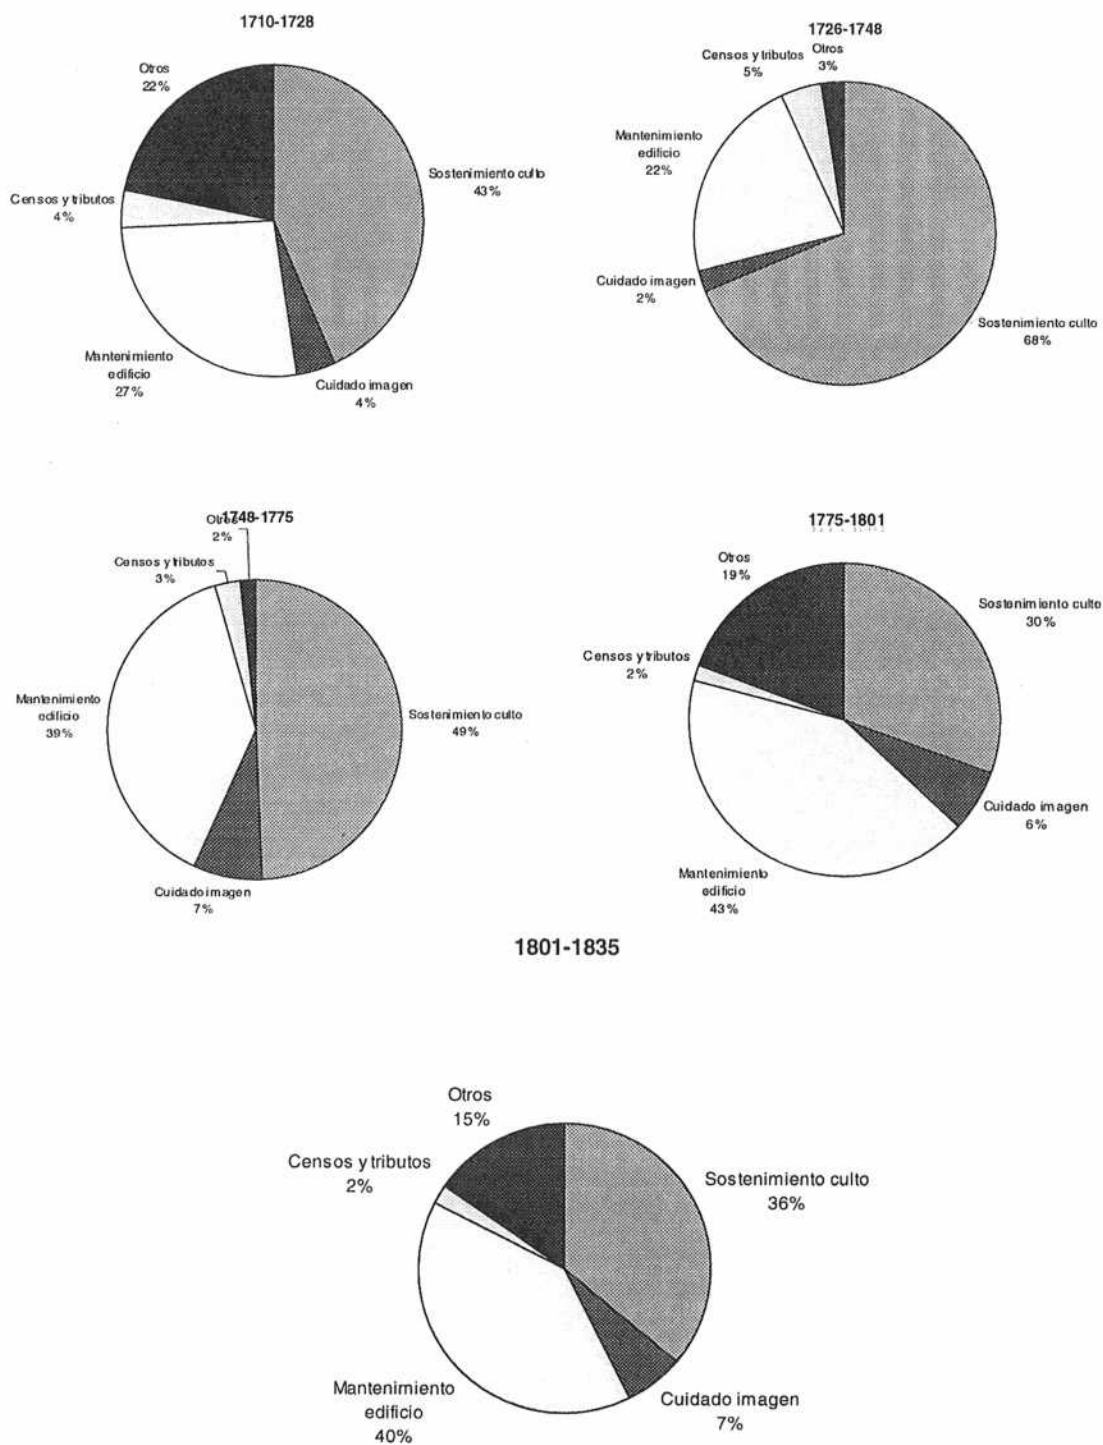 1710-1728
Otros
22%
Sostenimiento culto
43%
Censos y tributos
4%
Mantenimiento
edificio
27%
Cuidado imagen
4%
1726-1748
Censos y tributos
5%
Otros
3%
Mantenimiento
edificio
22%
Cuidado imagen
2%
Sostenimiento culto
68%
1748-1775
Otros
2%
Censos y tributos
3%
Mantenimiento
edificio
39%
Sostenimiento culto
49%
Cuidado imagen
7%
1775-1801
Otros
19%
Sostenimiento culto
30%
Censos y tributos
2%
Cuidado imagen
6%
Mantenimiento
edificio
43%
1801-1835
Otros
15%
Censos y tributos
2%
Sostenimiento culto
36%
Mantenimiento
edificio
40%
Cuidado imagen
7%